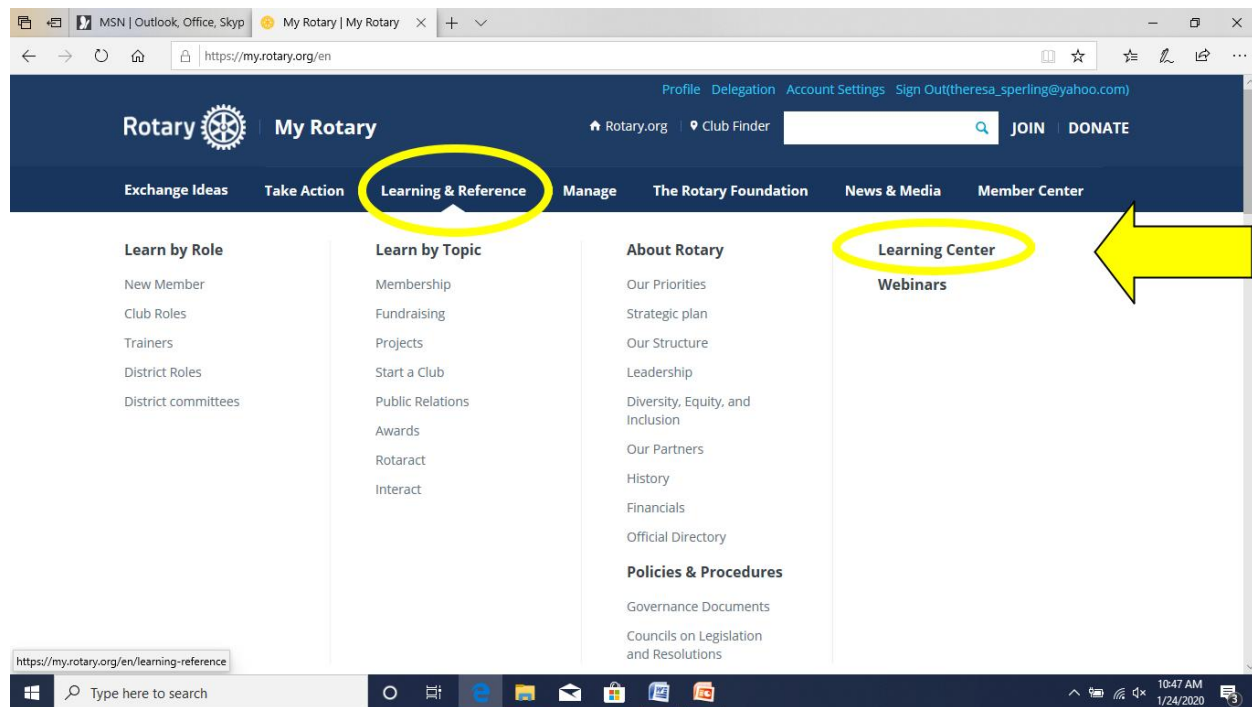 MSN | Outlook, Office, Skyp
My Rotary | My Rotary
https://my.rotary.org/en
Profile Delegation Account Settings Sign Out(theresa_sperling@yahoo.com)
Rotary My Rotary Rotary.org Club Finder JOIN DONATE
Exchange Ideas Take Action Learning & Reference Manage The Rotary Foundation News & Media Member Center
Learn by Role
New Member
Club Roles
Trainers
District Roles
District committees
Learn by Topic
Membership
Fundraising
Projects
Start a Club
Public Relations
Awards
Rotaract
Interact
About Rotary
Our Priorities
Strategic plan
Our Structure
Leadership
Diversity, Equity, and
Inclusion
Our Partners
History
Financials
Official Directory
Policies & Procedures
Governance Documents
Councils on Legislation
and Resolutions
Learning Center
Webinars
https://my.rotary.org/en/learning-reference
Type here to search
10:47 AM
1/24/2020
3